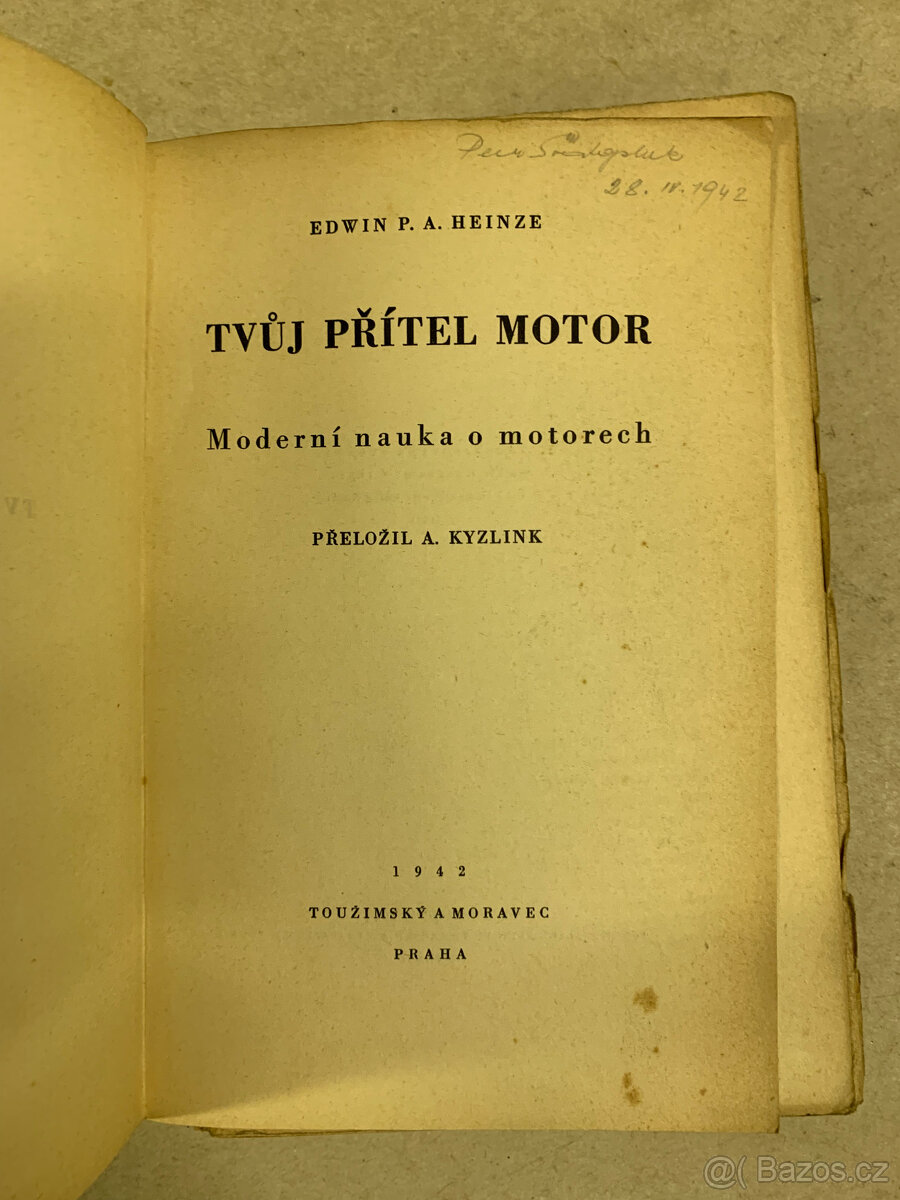 28. IV. 1942
EDWIN P. A. HEINZE
TVŮJ PŘÍTEL MOTOR
Moderní nauka o motorech
PŘELOŽIL A. KYZLINK
1942
TOUŽIMSKÝ A MORAVEC
PRAHA
@( Bazos.cz